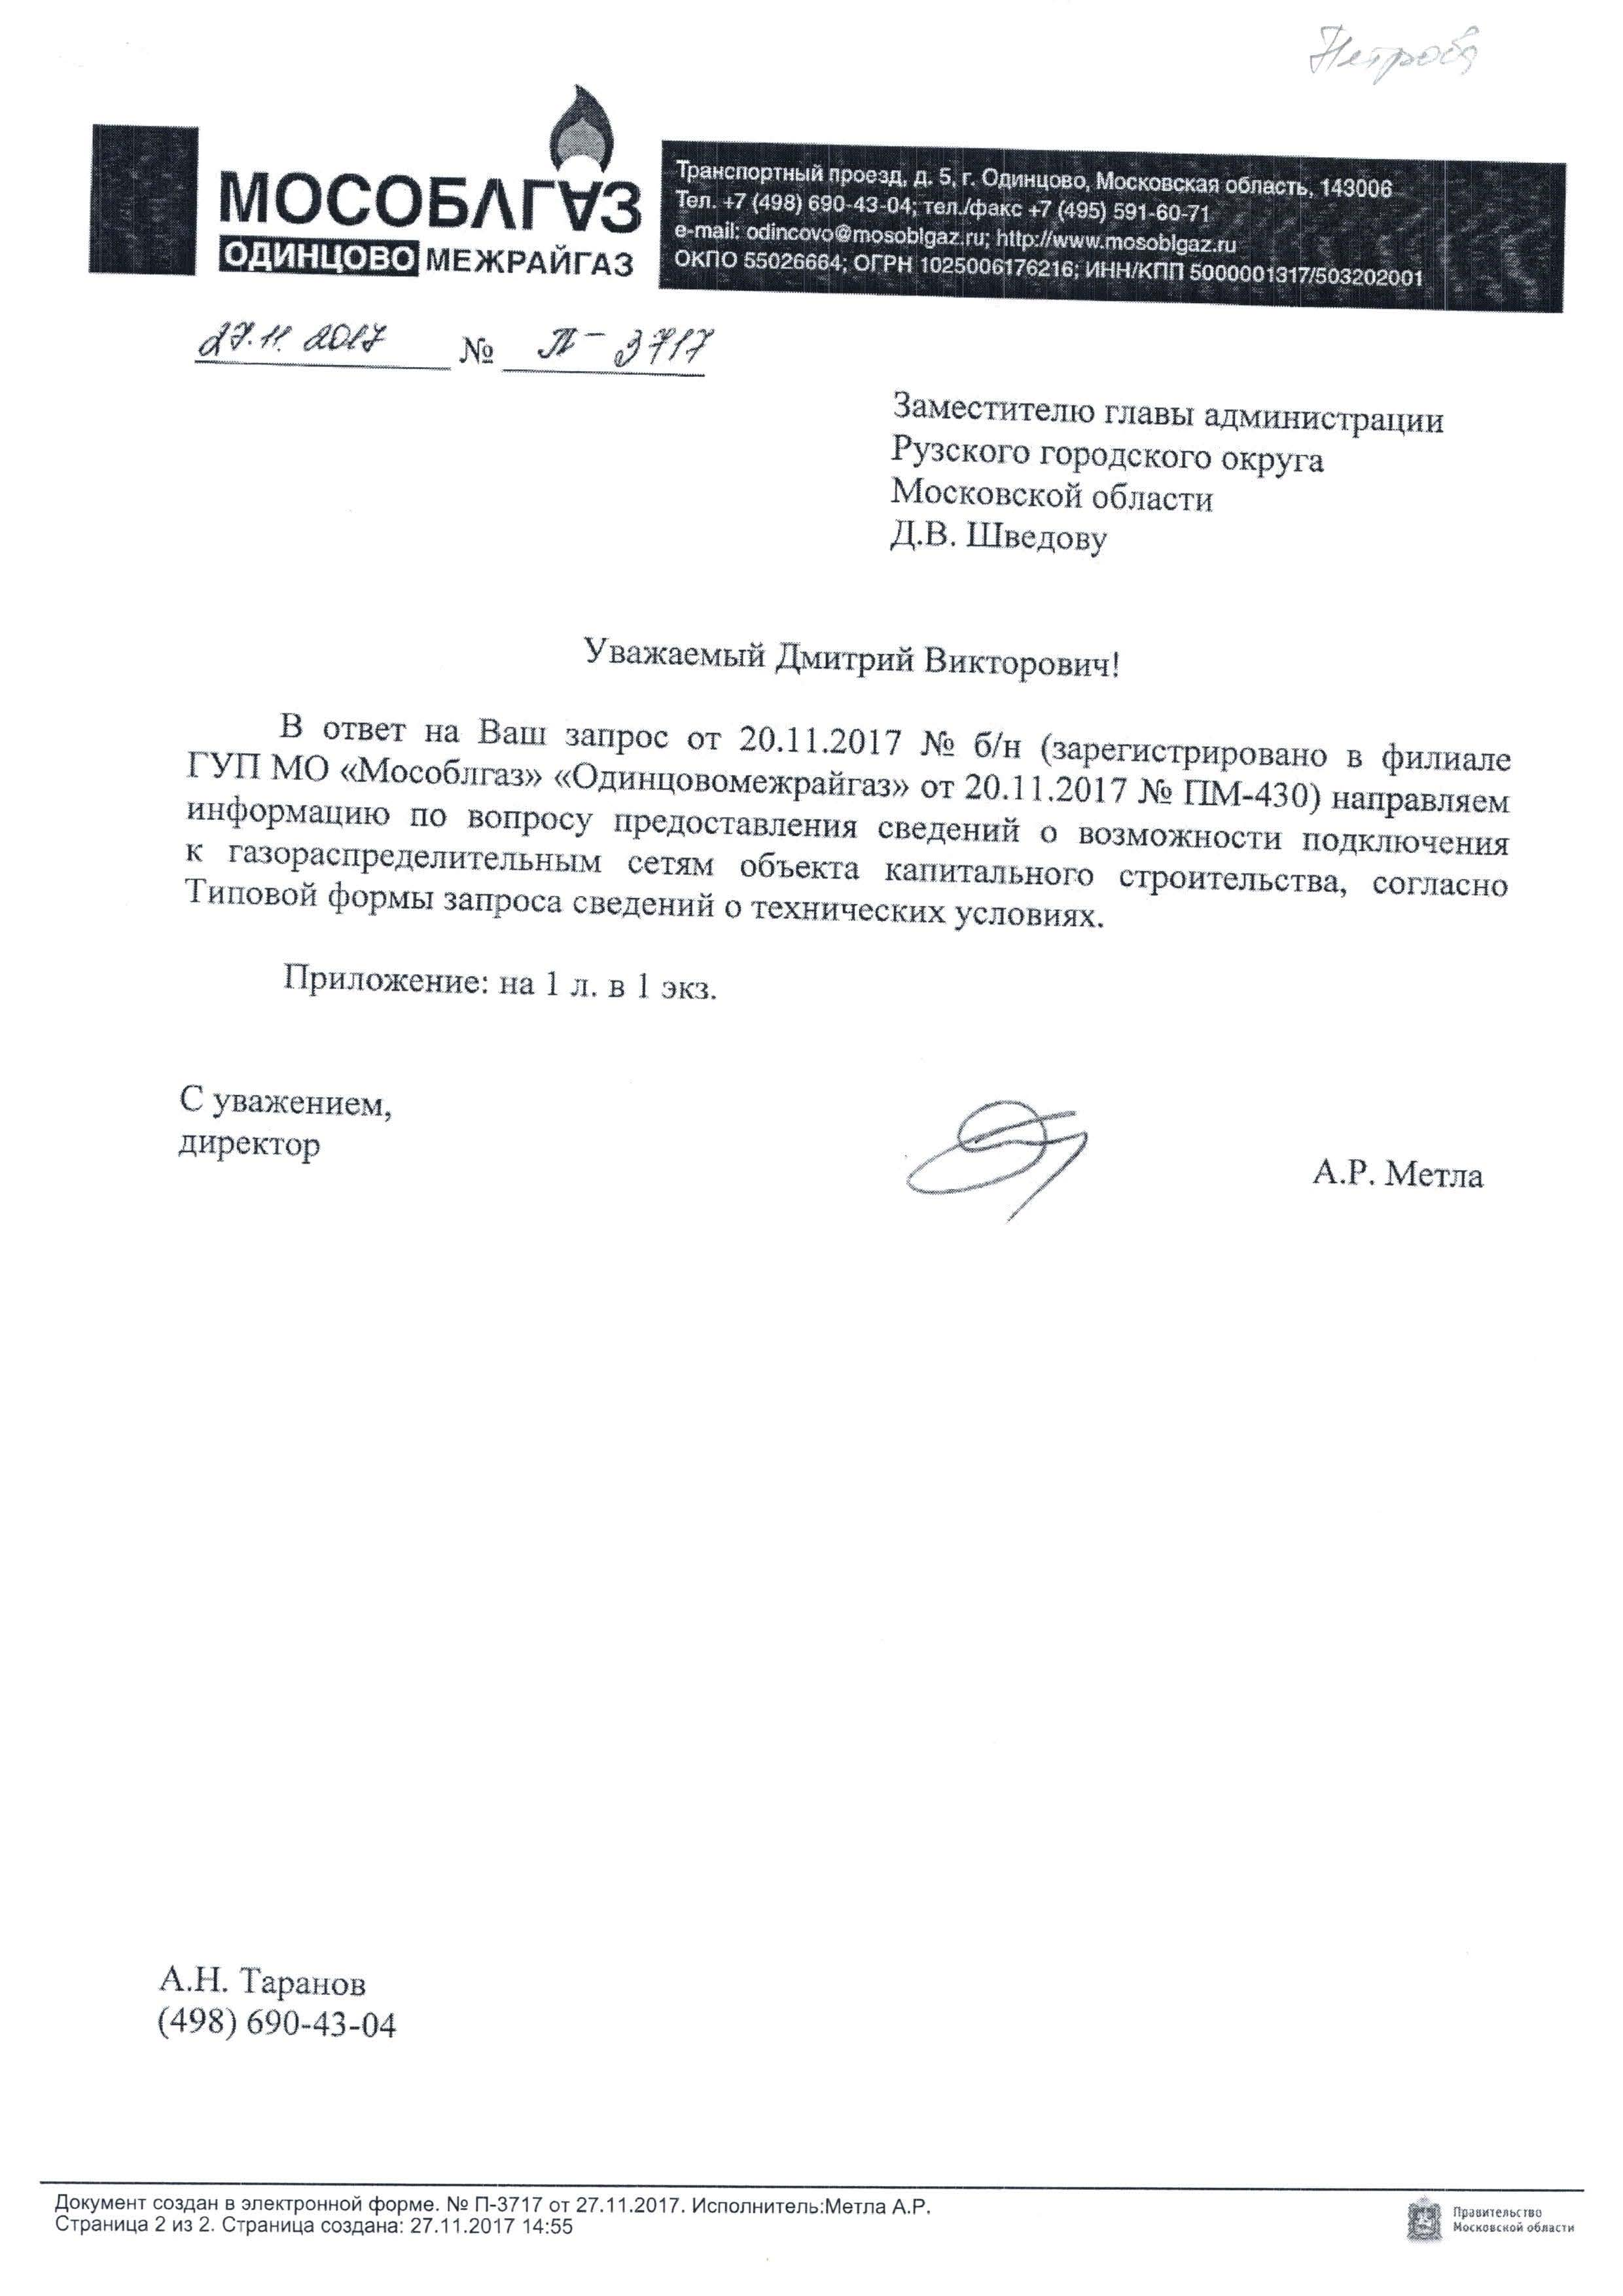 Петрова
МОСОБЛГАЗ
ОДИНЦОВО МЕЖРАЙГАЗ
Транспортный проезд, д. 5, г. Одинцово, Московская область, 143006
Тел. +7 (498) 690-43-04; тел./факс +7 (495) 591-60-71
e-mail: odincovo@mosoblgaz.ru; http://www.mosoblgaz.ru
ОКПО 55026664; ОГРН 1025006176216; ИНН/КПП 5000001317/503202001
27.11.2017 № П-3717
Заместителю главы администрации
Рузского городского округа
Московской области
Д.В. Шведову
Уважаемый Дмитрий Викторович!
В ответ на Ваш запрос от 20.11.2017 № б/н (зарегистрировано в филиале
ГУП МО «Мособлгаз» «Одинцовомежрайгаз» от 20.11.2017 № ПМ-430) направляем
информацию по вопросу предоставления сведений о возможности подключения
к газораспределительным сетям объекта капитального строительства, согласно
Типовой формы запроса сведений о технических условиях.
Приложение: на 1 л. в 1 экз.
С уважением,
директор
А.Р. Метла
А.Н. Таранов
(498) 690-43-04
Документ создан в электронной форме. № П-3717 от 27.11.2017. Исполнитель:Метла А.Р.
Страница 2 из 2. Страница создана: 27.11.2017 14:55
Правительство
Московской области